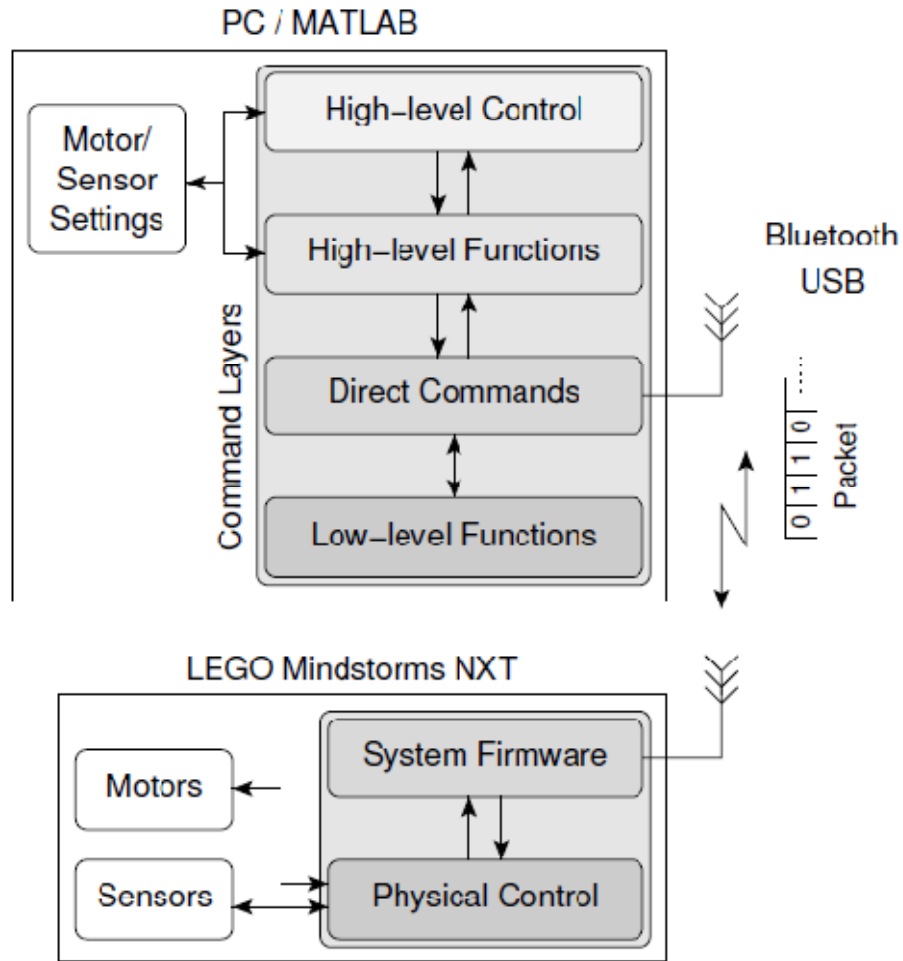 PC / MATLAB
High-level Control
Motor/
Sensor
Settings
High-level Functions
Command Layers
Direct Commands
Low-level Functions
Bluetooth
USB
0 1 1 0 .....
Packet
LEGO Mindstorms NXT
System Firmware
Motors
Sensors
Physical Control